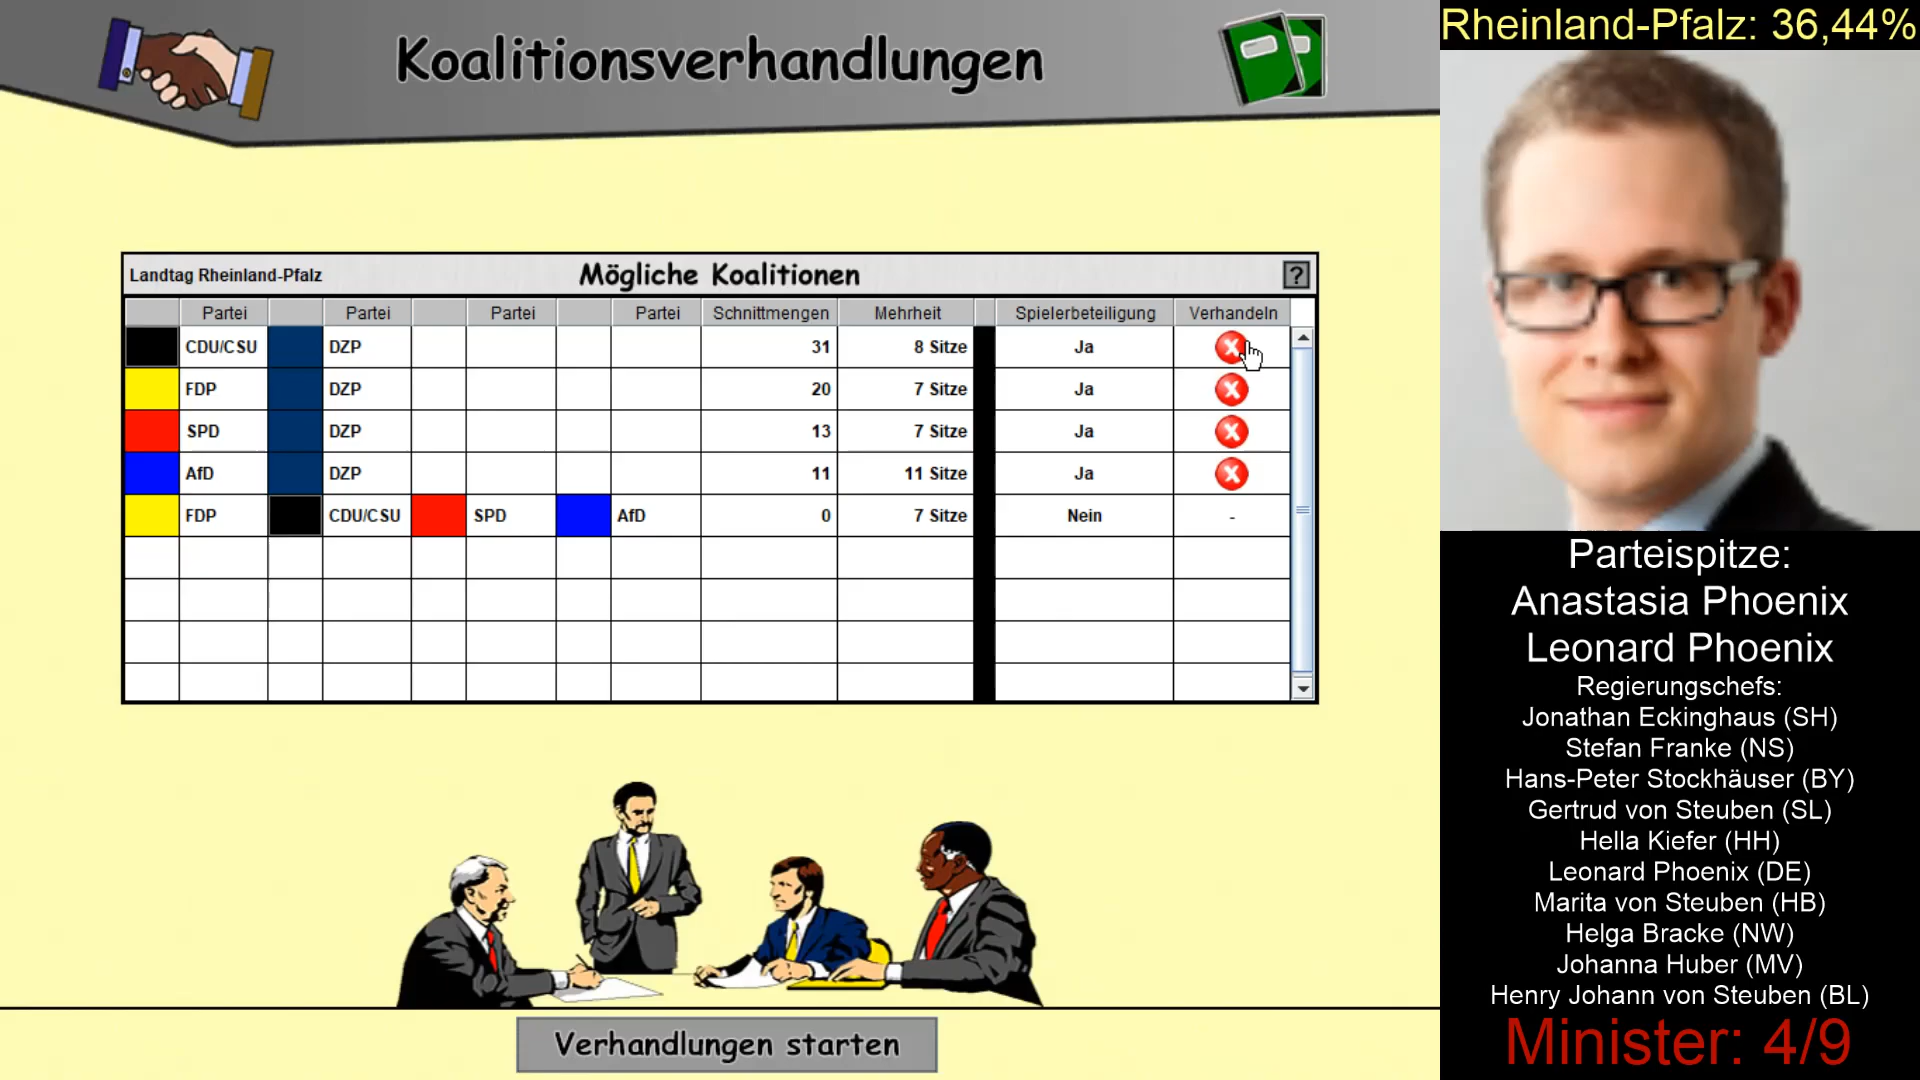 Koalitionsverhandlungen
Landtag Rheinland-Pfalz
Mögliche Koalitionen
?
Partei Partei Partei Partei Schnittmengen Mehrheit Spielerbeteiligung Verhandeln
CDU/CSU DZP 31 8 Sitze Ja
FDP DZP 20 7 Sitze Ja
SPD DZP 13 7 Sitze Ja
AfD DZP 11 11 Sitze Ja
FDP CDU/CSU SPD AfD 0 7 Sitze Nein -
Verhandlungen starten
Rheinland-Pfalz: 36,44%
Parteispitze:
Anastasia Phoenix
Leonard Phoenix
Regierungschefs:
Jonathan Eckinghaus (SH)
Stefan Franke (NS)
Hans-Peter Stockhäuser (BY)
Gertrud von Steuben (SL)
Hella Kiefer (HH)
Leonard Phoenix (DE)
Marita von Steuben (HB)
Helga Bracke (NW)
Johanna Huber (MV)
Henry Johann von Steuben (BL)
Minister: 4/9